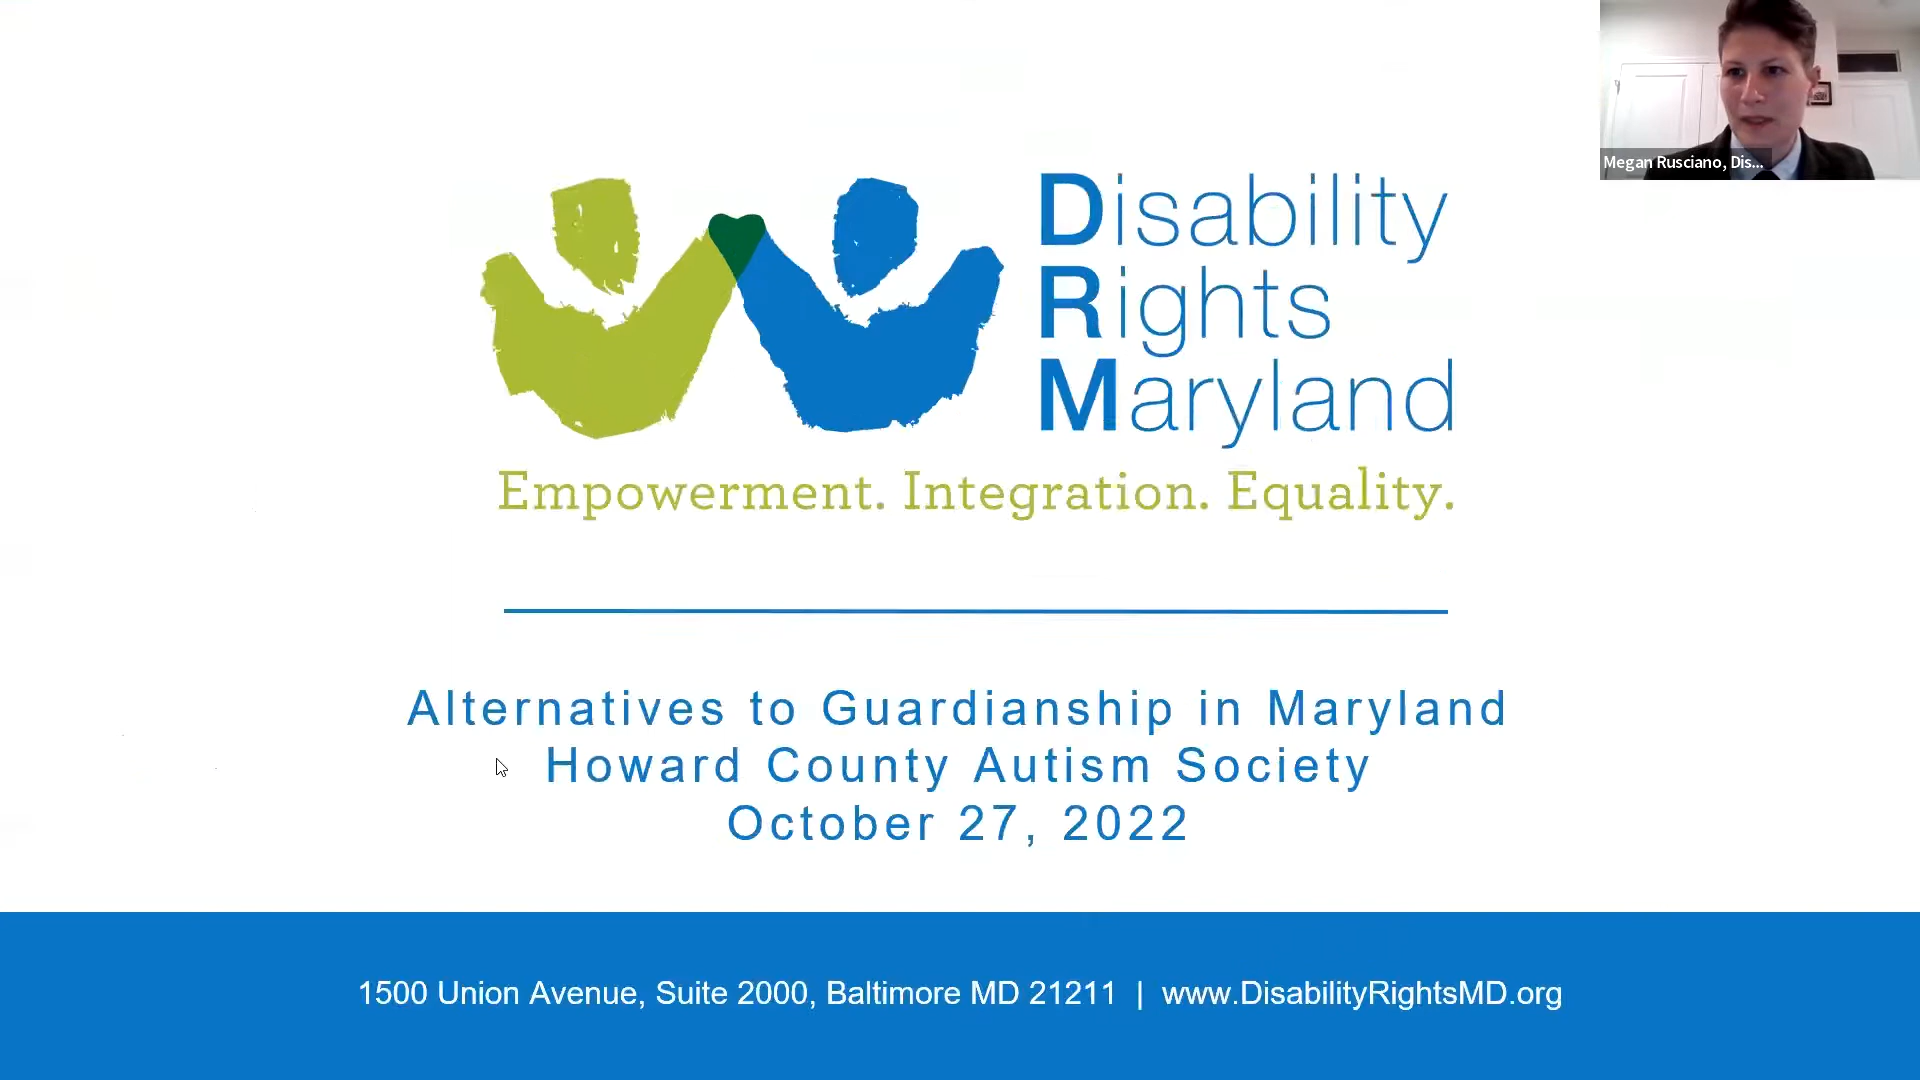 Disability
Rights
Maryland
Empowerment. Integration. Equality.
Alternatives to Guardianship in Maryland
Howard County Autism Society
October 27, 2022
1500 Union Avenue, Suite 2000, Baltimore MD 21211 | www.DisabilityRightsMD.org
Megan Rusciano, Dis...